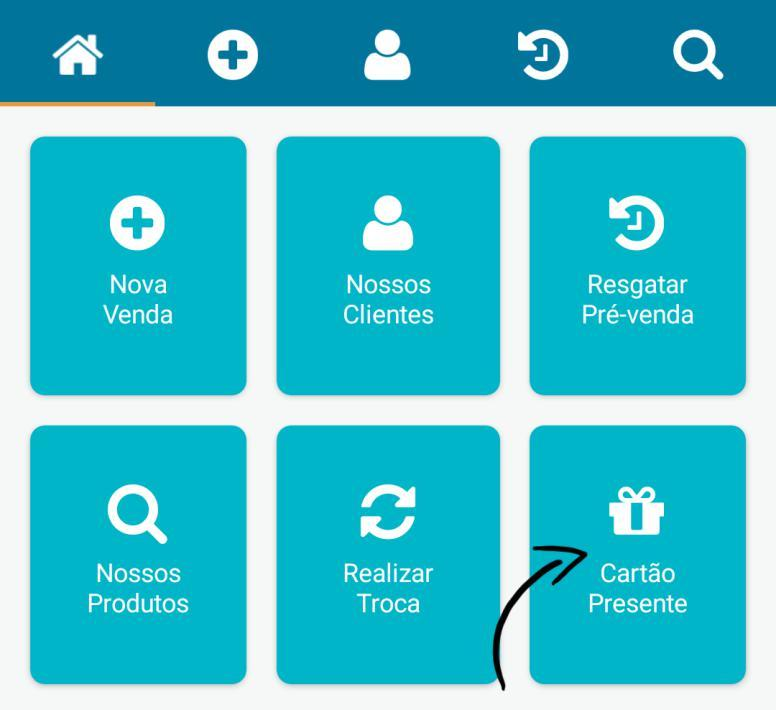 Nova
Venda
Nossos
Clientes
Resgatar
Pré-venda
Nossos
Produtos
Realizar
Troca
Cartão
Presente